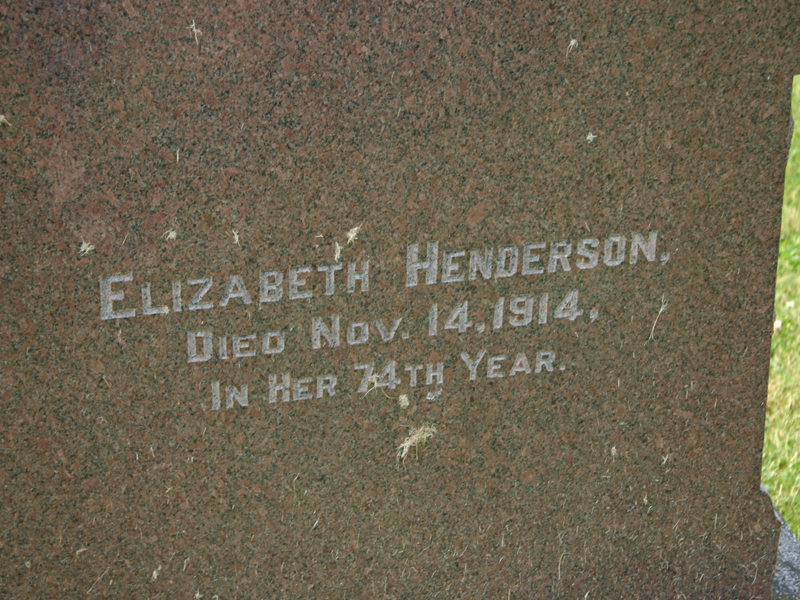 Elizabeth Henderson,
Died Nov. 14, 1914,
In Her 74th Year.